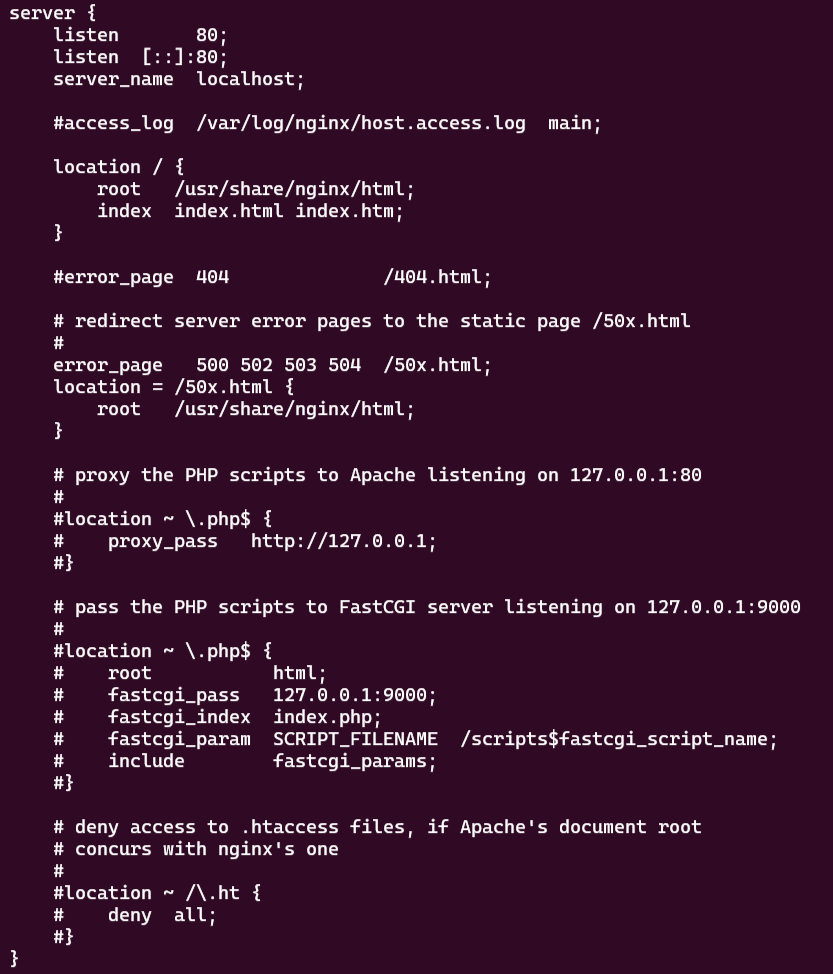 server {
    listen       80;
    listen  [::]:80;
    server_name  localhost;

    #access_log  /var/log/nginx/host.access.log  main;

    location / {
        root   /usr/share/nginx/html;
        index  index.html index.htm;
    }

    #error_page  404              /404.html;

    # redirect server error pages to the static page /50x.html
    #
    error_page   500 502 503 504  /50x.html;
    location = /50x.html {
        root   /usr/share/nginx/html;
    }

    # proxy the PHP scripts to Apache listening on 127.0.0.1:80
    #
    #location ~ \.php$ {
    #    proxy_pass   http://127.0.0.1;
    #}

    # pass the PHP scripts to FastCGI server listening on 127.0.0.1:9000
    #
    #location ~ \.php$ {
    #    root           html;
    #    fastcgi_pass   127.0.0.1:9000;
    #    fastcgi_index  index.php;
    #    fastcgi_param  SCRIPT_FILENAME  /scripts$fastcgi_script_name;
    #    include        fastcgi_params;
    #}

    # deny access to .htaccess files, if Apache's document root
    # concurs with nginx's one
    #
    #location ~ /\.ht {
    #    deny  all;
    #}
}